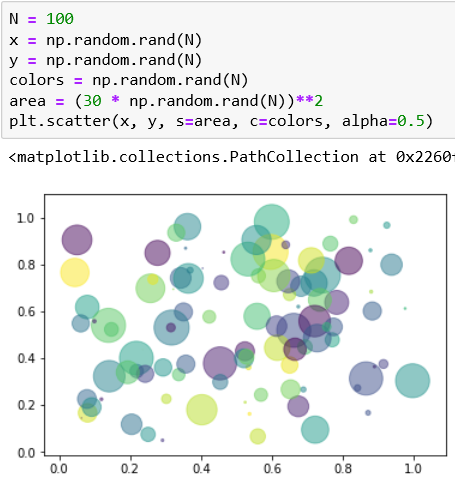 N = 100
x = np.random.rand(N)
y = np.random.rand(N)
colors = np.random.rand(N)
area = (30 * np.random.rand(N))**2
plt.scatter(x, y, s=area, c=colors, alpha=0.5)
<matplotlib.collections.PathCollection at 0x2260
1.0
0.8
0.6
0.4
0.2
0.0
0.0 0.2 0.4 0.6 0.8 1.0